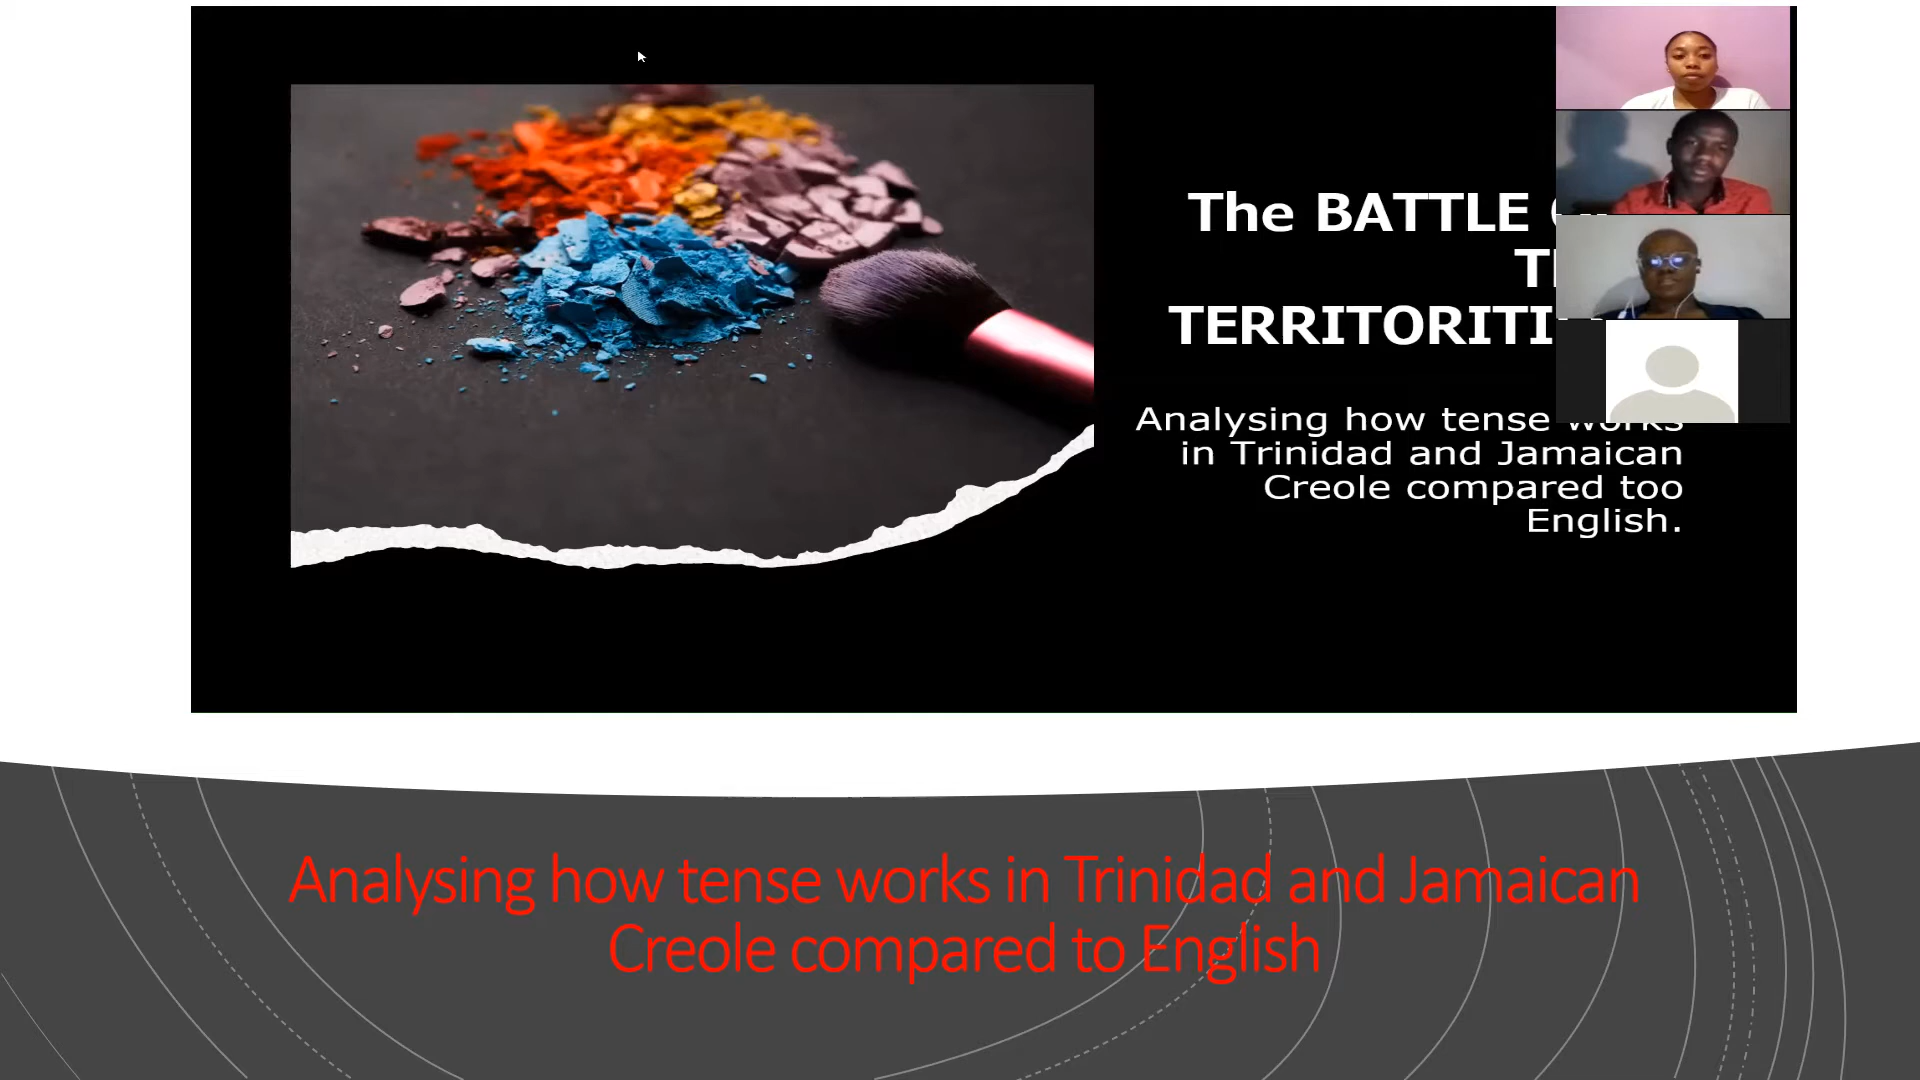 The BATTLE
TERRITORITI
Analysing how tense works
in Trinidad and Jamaican
Creole compared too
English.
Analysing how tense works in Trinidad and Jamaican
Creole compared to English